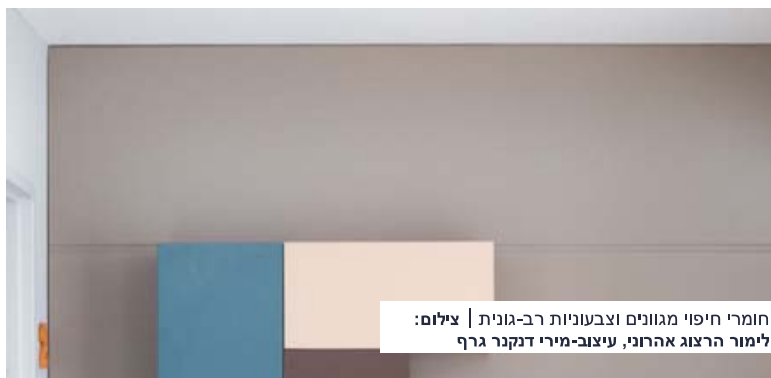 חומרי חיפוי מגוונים וצבעוניות רב-גונית | צילום:
לימור הרצוג אהרוני, עיצוב-מירי דנקנר גרף